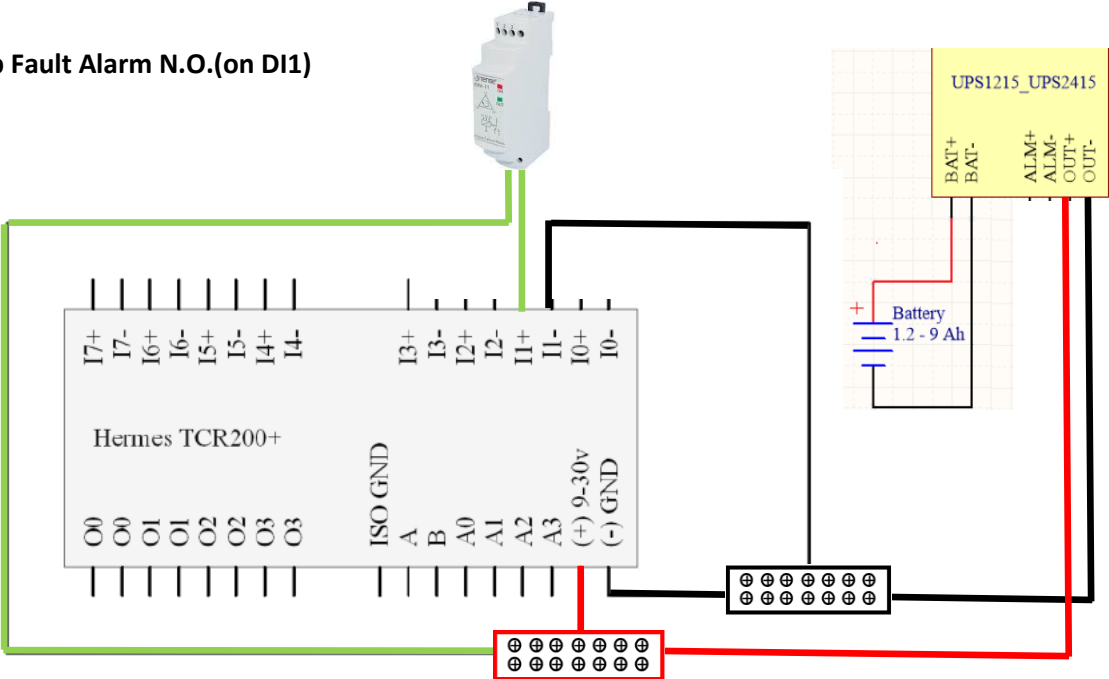 Fault Alarm N.O.(on DI1)
UPS1215_UPS2415
BAT+
BAT-
ALM+
ALM-
OUT+
OUT-
+
Battery
1.2 - 9 Ah
I7+
I7-
I6+
I6-
I5+
I5-
I4+
I4-
I3+
I3-
I2+
I2-
I1+
I1-
I0+
I0-
Hermes TCR200+
O0
O0
O1
O1
O2
O2
O3
O3
ISO GND
A
B
A0
A1
A2
A3
(+) 9-30v
(-) GND